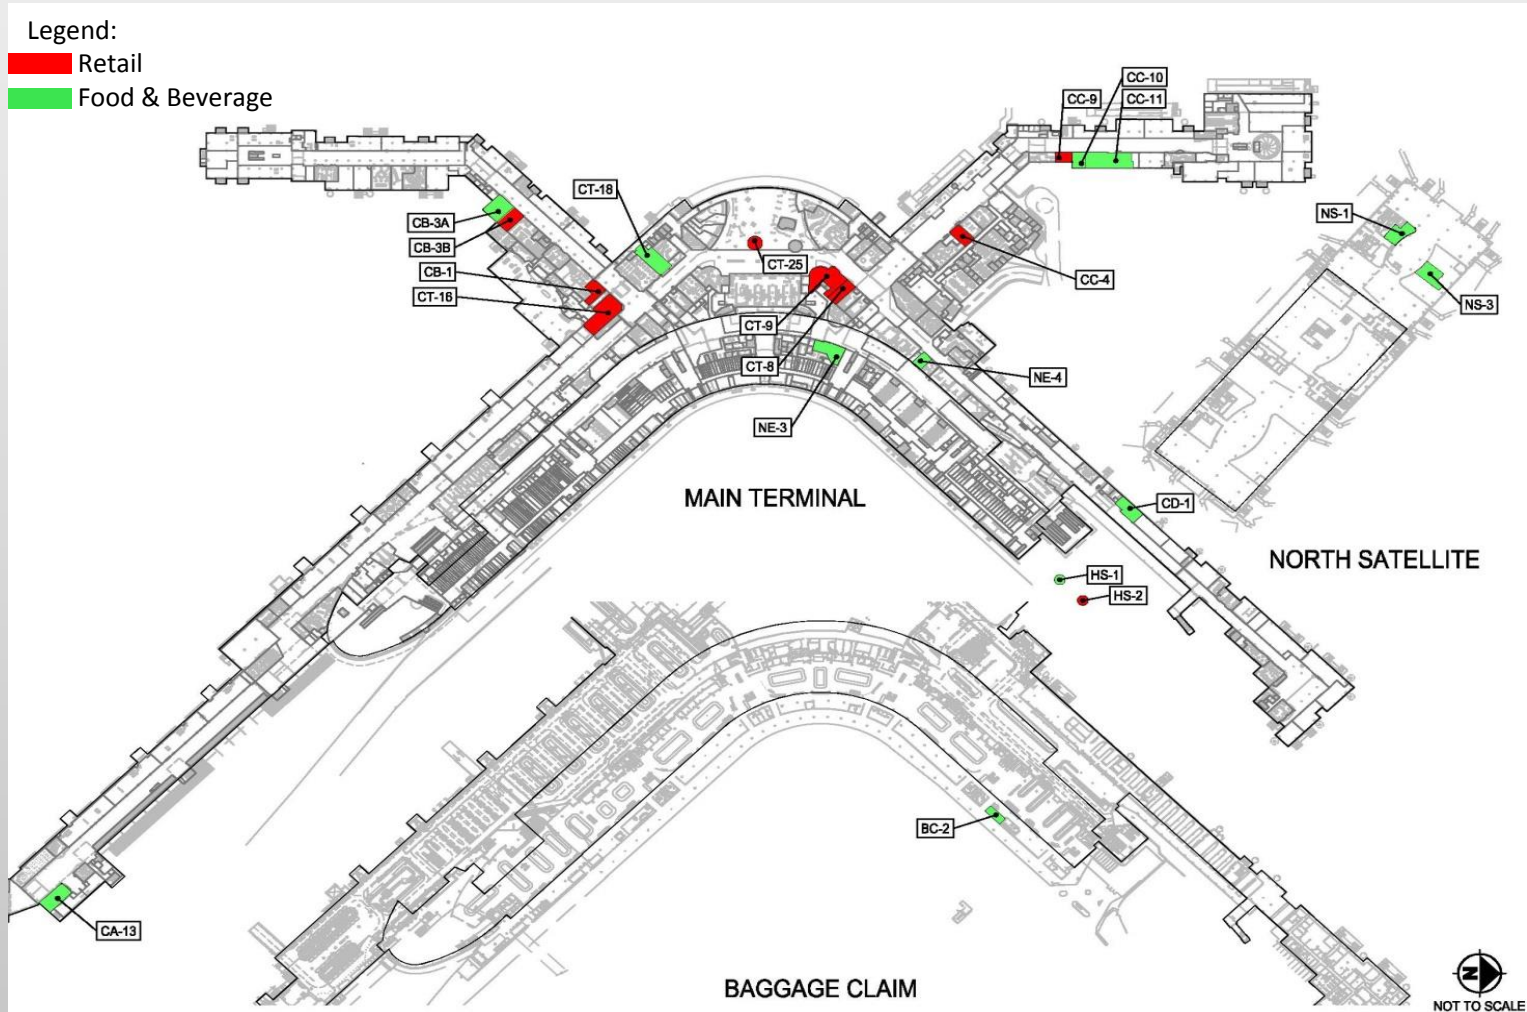 Legend:
Retail
Food & Beverage
CC-10
CC-9
CC-11
CT-18
NS-1
CB-3A
CB-3B
CT-25
CB-1
CC-4
CT-16
NS-3
CT-9
CT-8
NE-4
NE-3
MAIN TERMINAL
CD-1
NORTH SATELLITE
HS-1
HS-2
BC-2
CA-13
BAGGAGE CLAIM
N
NOT TO SCALE